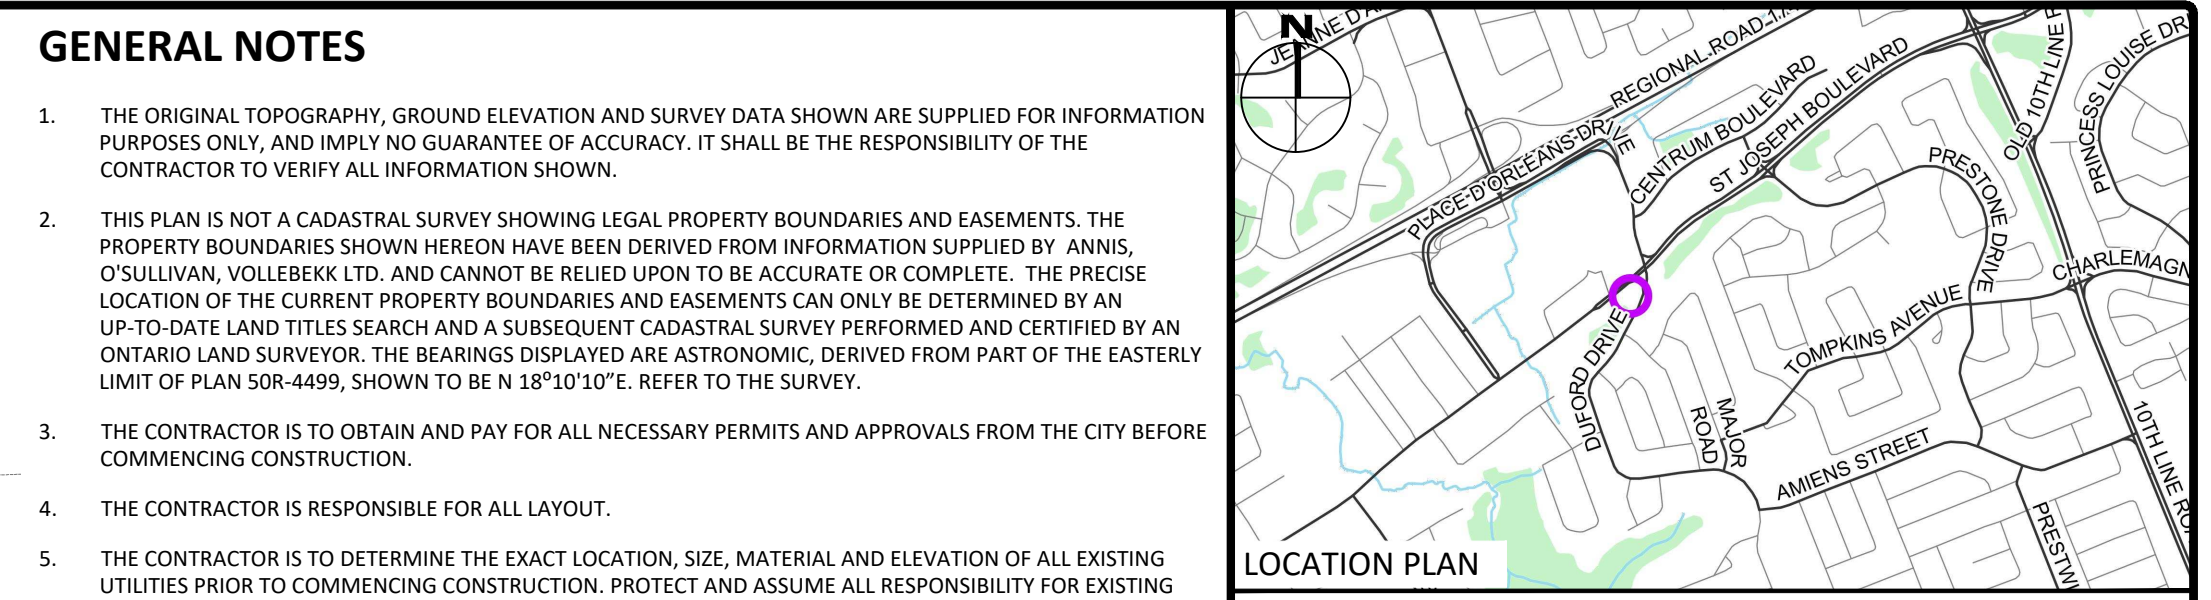 GENERAL NOTES
1. THE ORIGINAL TOPOGRAPHY, GROUND ELEVATION AND SURVEY DATA SHOWN ARE SUPPLIED FOR INFORMATION
PURPOSES ONLY, AND IMPLY NO GUARANTEE OF ACCURACY. IT SHALL BE THE RESPONSIBILITY OF THE
CONTRACTOR TO VERIFY ALL INFORMATION SHOWN.
2. THIS PLAN IS NOT A CADASTRAL SURVEY SHOWING LEGAL PROPERTY BOUNDARIES AND EASEMENTS. THE
PROPERTY BOUNDARIES SHOWN HEREON HAVE BEEN DERIVED FROM INFORMATION SUPPLIED BY ANNIS,
O'SULLIVAN, VOLLEBEKK LTD. AND CANNOT BE RELIED UPON TO BE ACCURATE OR COMPLETE. THE PRECISE
LOCATION OF THE CURRENT PROPERTY BOUNDARIES AND EASEMENTS CAN ONLY BE DETERMINED BY AN
UP-TO-DATE LAND TITLES SEARCH AND A SUBSEQUENT CADASTRAL SURVEY PERFORMED AND CERTIFIED BY AN
ONTARIO LAND SURVEYOR. THE BEARINGS DISPLAYED ARE ASTRONOMIC, DERIVED FROM PART OF THE EASTERLY
LIMIT OF PLAN 50R-4499, SHOWN TO BE N 18⁰10'10”E. REFER TO THE SURVEY.
3. THE CONTRACTOR IS TO OBTAIN AND PAY FOR ALL NECESSARY PERMITS AND APPROVALS FROM THE CITY BEFORE
COMMENCING CONSTRUCTION.
4. THE CONTRACTOR IS RESPONSIBLE FOR ALL LAYOUT.
5. THE CONTRACTOR IS TO DETERMINE THE EXACT LOCATION, SIZE, MATERIAL AND ELEVATION OF ALL EXISTING
UTILITIES PRIOR TO COMMENCING CONSTRUCTION. PROTECT AND ASSUME ALL RESPONSIBILITY FOR EXISTING
N
JEANNE D'A
REGIONAL ROAD 17
PLACE D'ORLÉANS DRIVE
CENTRUM BOULEVARD
ST JOSEPH BOULEVARD
OLD 10TH LINE R
PRINCESS LOUISE DR
PRESTONE DRIVE
CHARLEMAGN
TOMPKINS AVENUE
DUFORD DRIVE
MAJOR
ROAD
AMIENS STREET
10TH LINE RO
PRESTWI
LOCATION PLAN